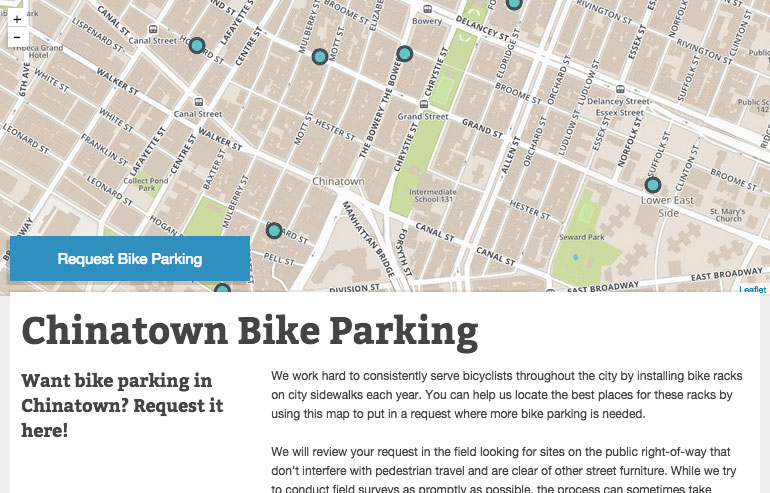 +
−
Canal Street
LISPENARD ST
Tribeca Grand
Hotel
6TH AVE
LAFAYETTE ST
CENTRE ST
MULBERRY ST
MOTT ST
ELIZABE
Bowery
DELANCEY ST
RIVINGTON ST
NORFOLK ST
SUFFOLK ST
CLINTON ST
RIVINGTON ST
ESSEX ST
ELDRIDGE ST
ORCHARD ST
LUDLOW ST
THE BOWERY
THE BOWERY
CHRYSTIE ST
BROOME ST
Delancey Street-
Essex Street
BROOME ST
CLINTON ST
Public Sc
142
WALKER ST
Canal Street
WALKER ST
Grand Street
GRAND ST
GRAND ST
HESTER ST
MOTT ST
LEONARD ST
FRANKLIN ST
LEONARD ST
LAFAYETTE ST
CENTRE ST
BAXTER ST
MULBERRY ST
Collect Pond
Park
Chinatown
CHRYSTIE ST
ALLEN ST
ORCHARD ST
LUDLOW ST
ESSEX ST
NORFOLK ST
SUFFOLK ST
BROOME ST
Intermediate
School 131
HESTER ST
Lower East
Side
St. Mary's
Church
HOGAN
BROADWAY
PELL ST
MANHATTAN BRIDGE
FORSYTH ST
CANAL ST
CANAL ST
Seward Park
DIVISION ST
EAST BROADWAY
EAST BROADWAY
Leaflet
Request Bike Parking
Chinatown Bike Parking
Want bike parking in
Chinatown? Request it
here!
We work hard to consistently serve bicyclists throughout the city by installing bike racks
on city sidewalks each year. You can help us locate the best places for these racks by
using this map to put in a request where more bike parking is needed.
We will review your request in the field looking for sites on the public right-of-way that
don't interfere with pedestrian travel and are clear of other street furniture. While we try
to conduct field surveys as promptly as possible, the process can sometimes take